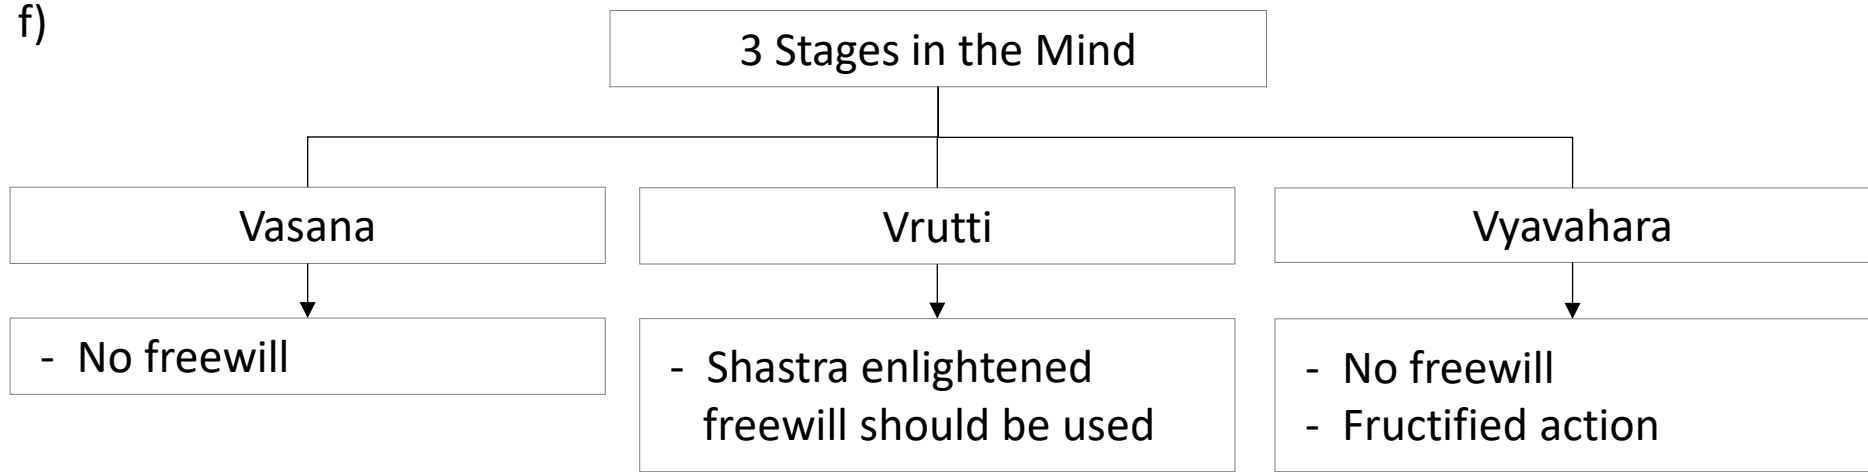 f)
3 Stages in the Mind
Vasana
Vrutti
Vyavahara
- No freewill
- Shastra enlightened
freewill should be used
- No freewill
- Fructified action